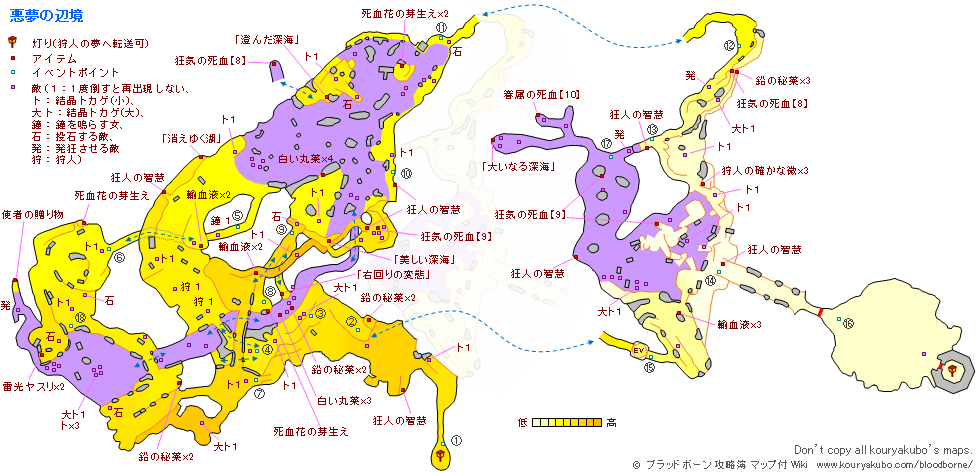 悪夢の辺境
灯り(狩人の夢へ転送可)
アイテム
イベントポイント
敵(1:1度倒すと再出現しない、
ト:結晶トカゲ(小)、
大ト:結晶トカゲ(大)、
鐘:鐘を鳴らす女、
石:投石する敵、
発:発狂させる敵
狩:狩人)
死血花の芽生え×2
⑪
石
「澄んだ深海」
ト1
狂気の死血【8】
石
ト1
「消えゆく湖」
白い丸薬×4
ト1
⑩
狂人の智慧
輸血液×2
ト1
死血花の芽生え
使者の贈り物
鐘1
⑤
石
⑨
狂人の智慧
狂気の死血【9】
ト1
⑥
輸血液×2
ト1
「美しい深海」
「右回りの変態」
石
狩1
⑧
大ト1
鉛の秘薬×2
ト1
狩1
③
②
発
⑱
石
④
ト1
雷光ヤスリ×2
鉛の秘薬×2
白い丸薬×3
ト1
⑦
大ト1
ト×3
石
狂人の智慧
死血花の芽生え
大ト1
鉛の秘薬×2
①
⑫
発
鉛の秘薬×2
狂気の死血【8】
大ト1
眷属の死血【10】
狂人の智慧
⑬
発
⑰
ト1
「大いなる深海」
狩人の確かな徴×3
ト1
狂気の死血【9】
ト1
狂人の智慧
狂人の智慧
⑭
大ト1
輸血液×3
⑯
EV
⑮
低
高
Don't copy all kouryakubo's maps.
© ブラッドボーン攻略簿 マップ付 Wiki www.kouryakubo.com/bloodborne/